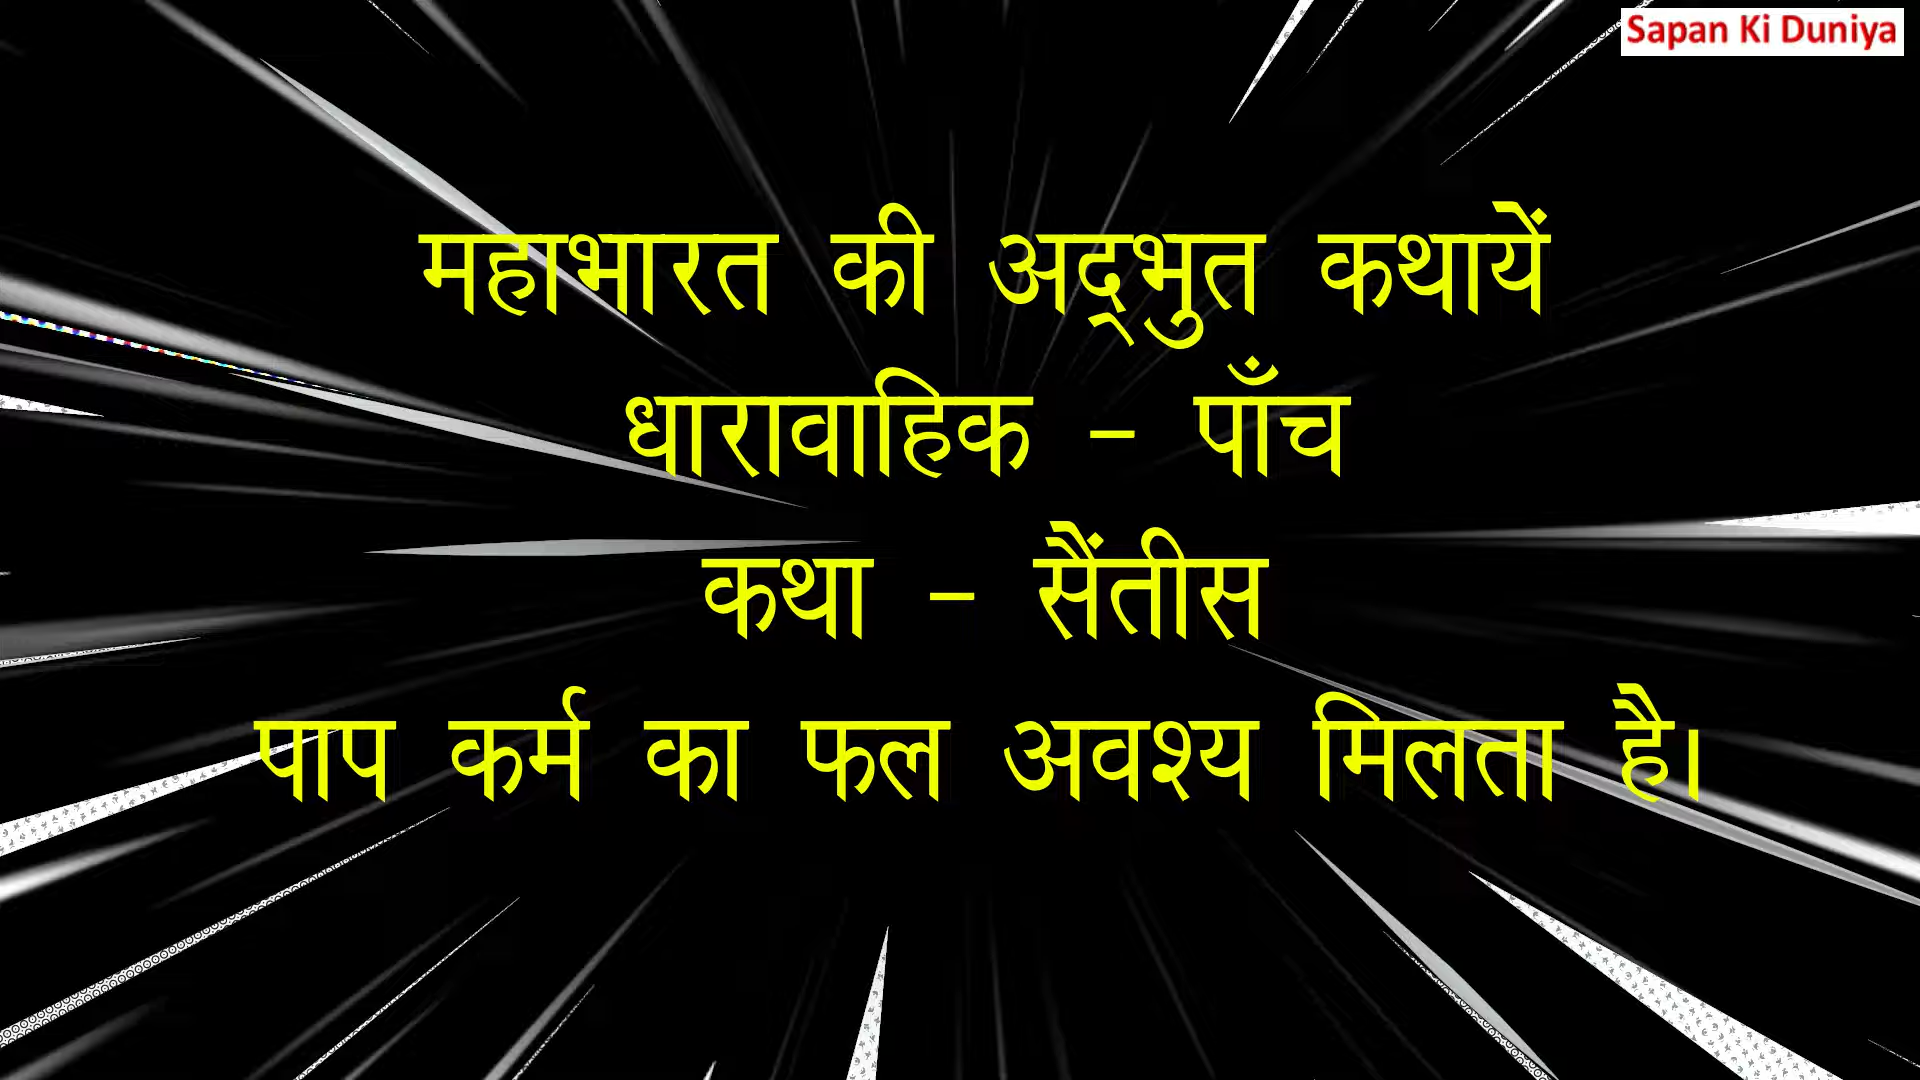 Sapan Ki Duniya
महाभारत की अद्‌भुत कथायें
धारावाहिक - पाँच
कथा - सैंतीस
पाप कर्म का फल अवश्य मिलता है।